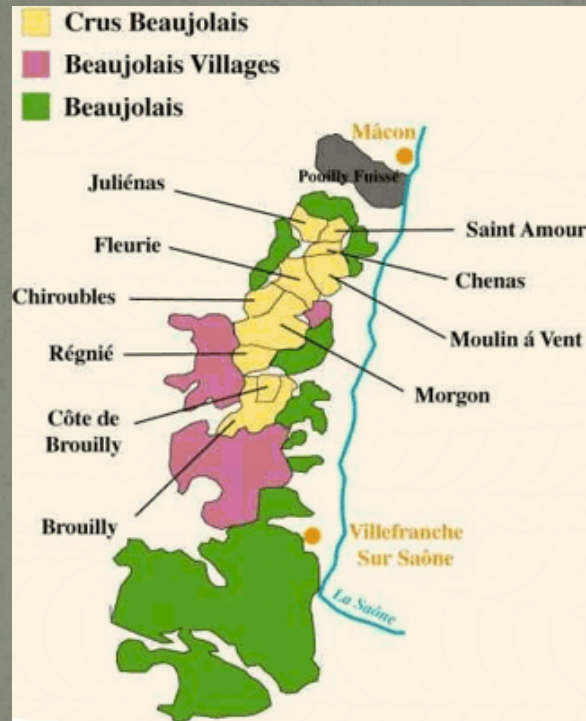 Crus Beaujolais
Beaujolais Villages
Beaujolais
Mâcon
Pouilly Fuissé
Juliénas
Saint Amour
Fleurie
Chenas
Chiroubles
Moulin á Vent
Régnié
Morgon
Côte de
Brouilly
Brouilly
Villefranche
Sur Saône
La Saône